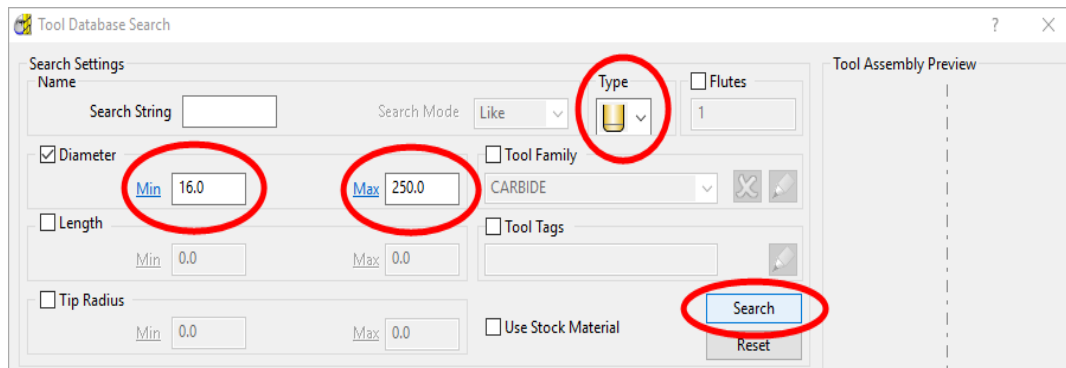 Tool Database Search
Search Settings
Tool Assembly Preview
Name
Type
Flutes
Search String
Search Mode
Like
1
Diameter
Tool Family
Min 16.0
Max 250.0
CARBIDE
Length
Tool Tags
Min 0.0
Max 0.0
Tip Radius
Search
Min 0.0
Max 0.0
Use Stock Material
Reset